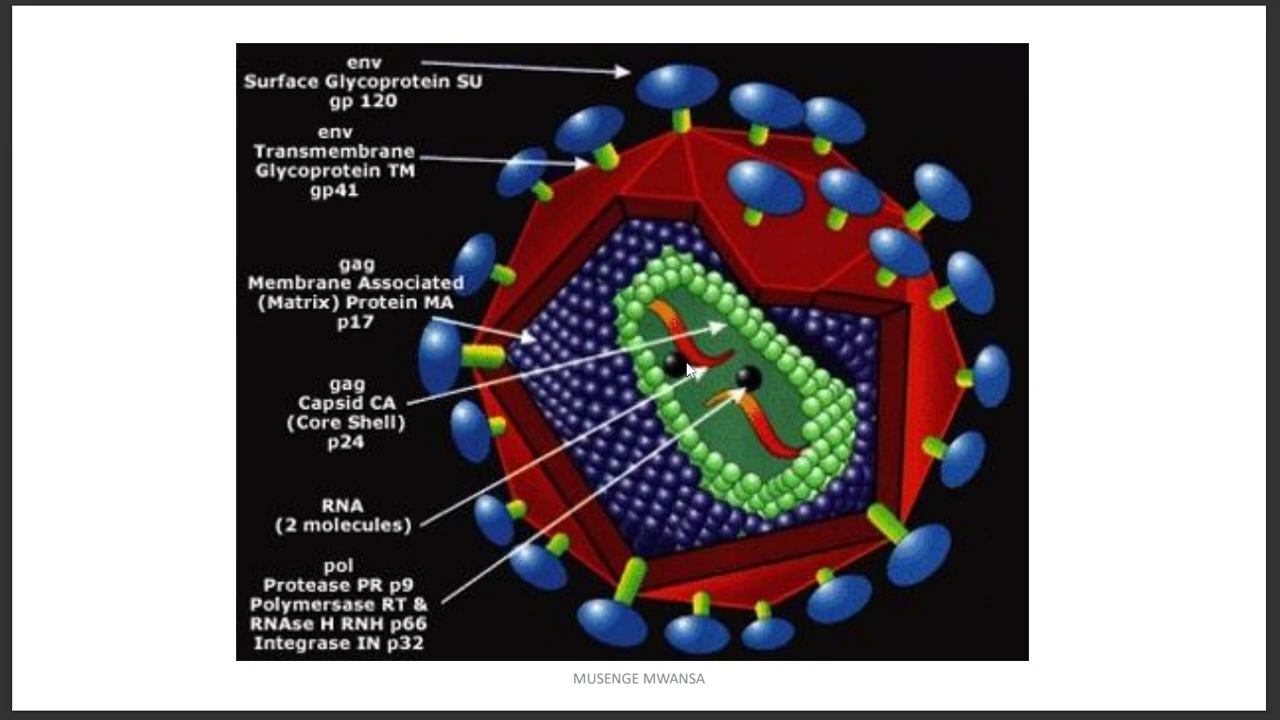 env
Surface Glycoprotein SU
gp 120
env
Transmembrane
Glycoprotein TM
gp41
gag
Membrane Associated
(Matrix) Protein MA
p17
gag
Capsid CA
(Core Shell)
p24
RNA
(2 molecules)
pol
Protease PR p9
Polymersase RT &
RNAse H RNH p66
Integrase IN p32
MUSENGE MWANSA